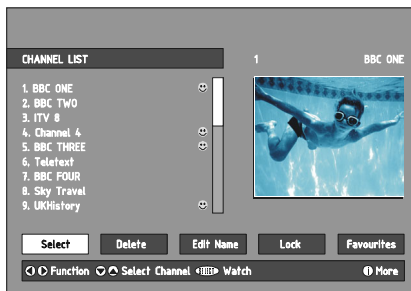 CHANNEL LIST
1 BBC ONE
1. BBC ONE
2. BBC TWO
3. ITV 8
4. Channel 4
5. BBC THREE
6. Teletext
7. BBC FOUR
8. Sky Travel
9. UKHistory
Select Delete Edit Name Lock Favourites
Function Select Channel Watch More